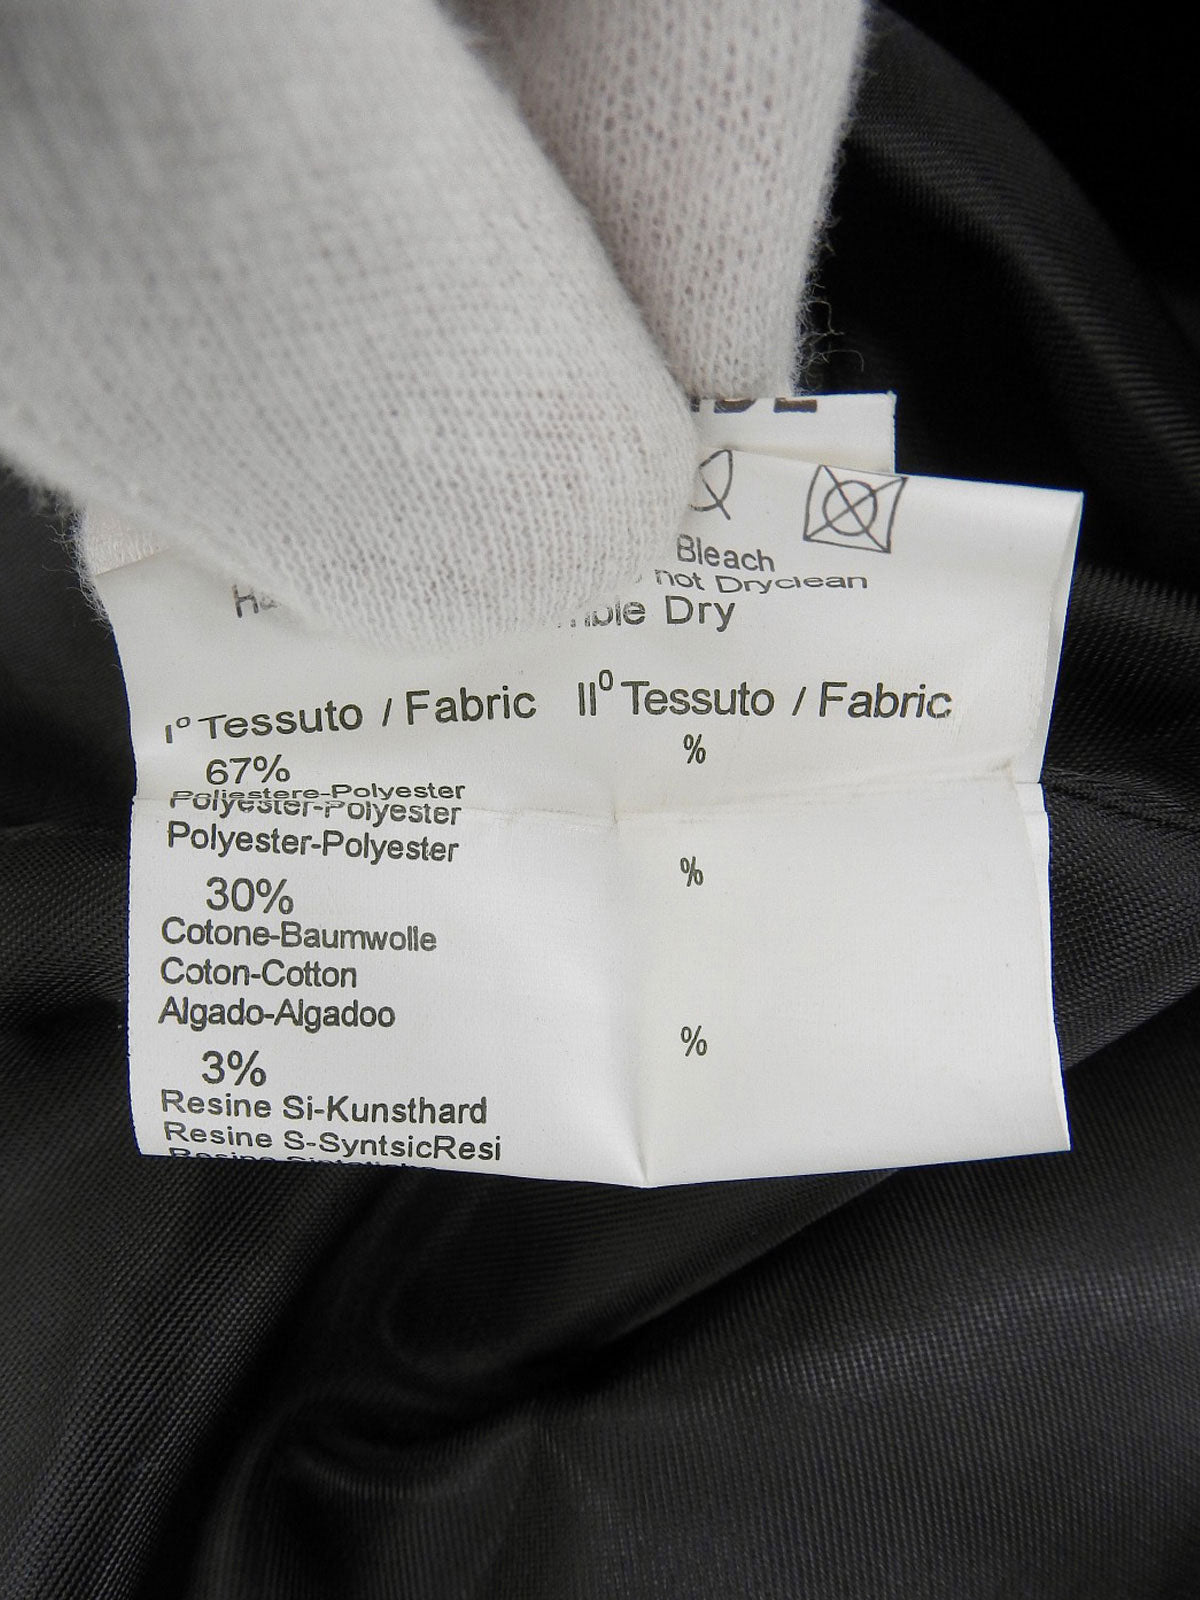 Bleach
not Dryclean
Dry
I° Tessuto / Fabric II° Tessuto / Fabric
67% %
Poliestere-Polyester
Polyester-Polyester
Polyester-Polyester
30% %
Cotone-Baumwolle
Coton-Cotton
Algado-Algadoo
3% %
Resine Si-Kunsthard
Resine S-SyntsicResi
Resine